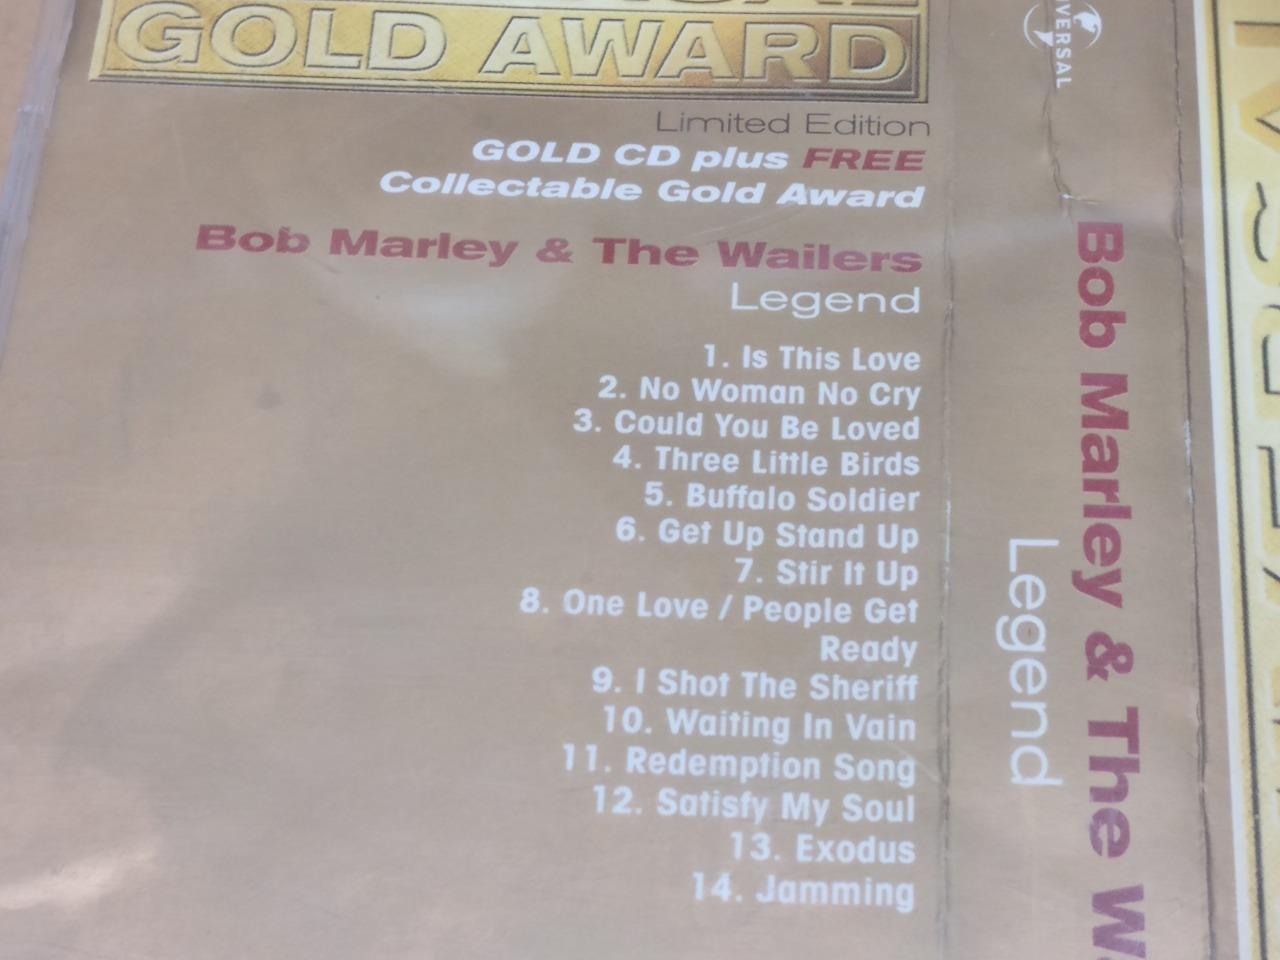 GOLD AWARD
Limited Edition
GOLD CD plus FREE
Collectable Gold Award
Bob Marley & The Wailers
Legend
1. Is This Love
2. No Woman No Cry
3. Could You Be Loved
4. Three Little Birds
5. Buffalo Soldier
6. Get Up Stand Up
7. Stir It Up
8. One Love / People Get
Ready
9. I Shot The Sheriff
10. Waiting In Vain
11. Redemption Song
12. Satisfy My Soul
13. Exodus
14. Jamming
Bob Marley & The W
Legend